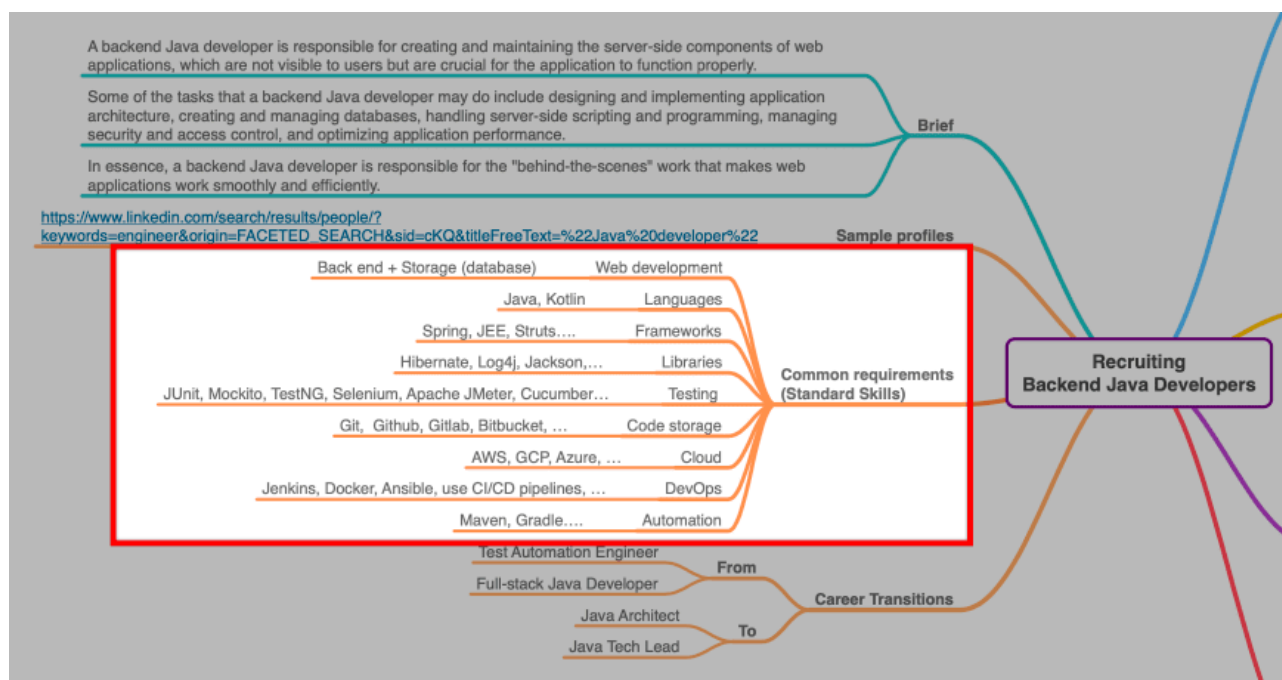 A backend Java developer is responsible for creating and maintaining the server-side components of web
applications, which are not visible to users but are crucial for the application to function properly.
Some of the tasks that a backend Java developer may do include designing and implementing application
architecture, creating and managing databases, handling server-side scripting and programming, managing
security and access control, and optimizing application performance.
In essence, a backend Java developer is responsible for the "behind-the-scenes" work that makes web
applications work smoothly and efficiently.
Brief
https://www.linkedin.com/search/results/people/?
keywords=engineer&origin=FACETED_SEARCH&sid=cKQ&titleFreeText=%22Java%20developer%22
Sample profiles
Back end + Storage (database) Web development
Java, Kotlin Languages
Spring, JEE, Struts…. Frameworks
Hibernate, Log4j, Jackson,… Libraries
JUnit, Mockito, TestNG, Selenium, Apache JMeter, Cucumber… Testing
Git, Github, Gitlab, Bitbucket, … Code storage
AWS, GCP, Azure, … Cloud
Jenkins, Docker, Ansible, use CI/CD pipelines, … DevOps
Maven, Gradle…. Automation
Common requirements
(Standard Skills)
Recruiting
Backend Java Developers
Test Automation Engineer
Full-stack Java Developer
From
Java Architect
Java Tech Lead
To
Career Transitions